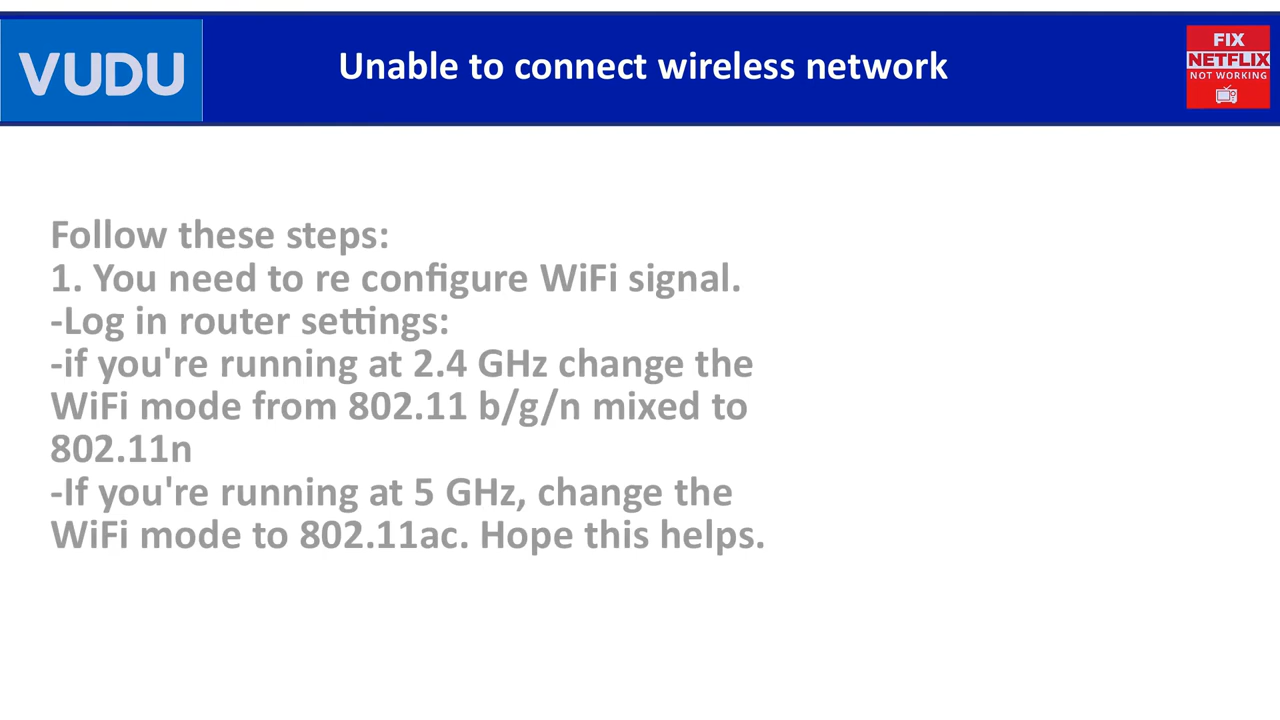 VUDU
Unable to connect wireless network
FIX
NETFLIX
NOT WORKING
Follow these steps:
1. You need to re configure WiFi signal.
-Log in router settings:
-if you're running at 2.4 GHz change the
WiFi mode from 802.11 b/g/n mixed to
802.11n
-If you're running at 5 GHz, change the
WiFi mode to 802.11ac. Hope this helps.